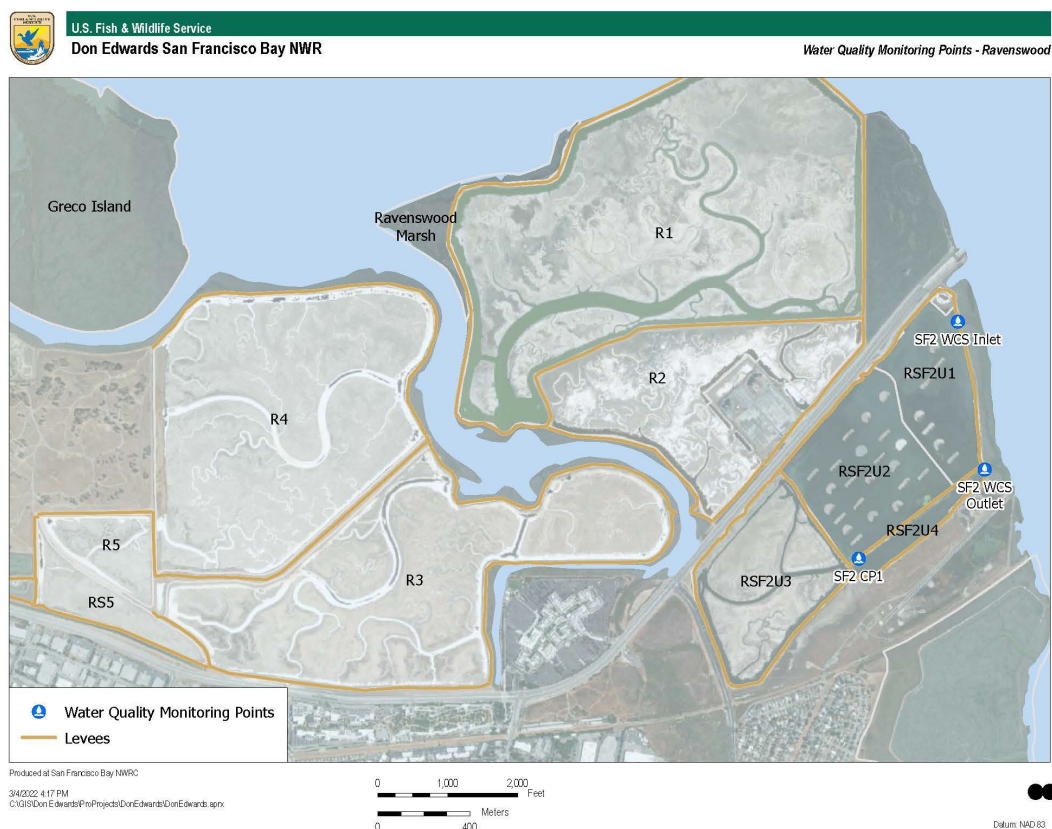 U.S. Fish & Wildlife Service
Don Edwards San Francisco Bay NWR
Water Quality Monitoring Points - Ravenswood
Greco Island
Ravenswood
Marsh
R1
SF2 WCS Inlet
RSF2U1
R2
R4
RSF2U2
SF2 WCS
Outlet
RSF2U4
R5
SF2 CP1
R3
RSF2U3
RS5
Water Quality Monitoring Points
Levees
Produced at San Francisco Bay NWRC
3/4/2022 4:17 PM
C:\GIS\Don Edwards\ProProjects\DonEdwards\DonEdwards.aprx
0 1,000 2,000
Feet
Meters
0 400
Datum: NAD 83